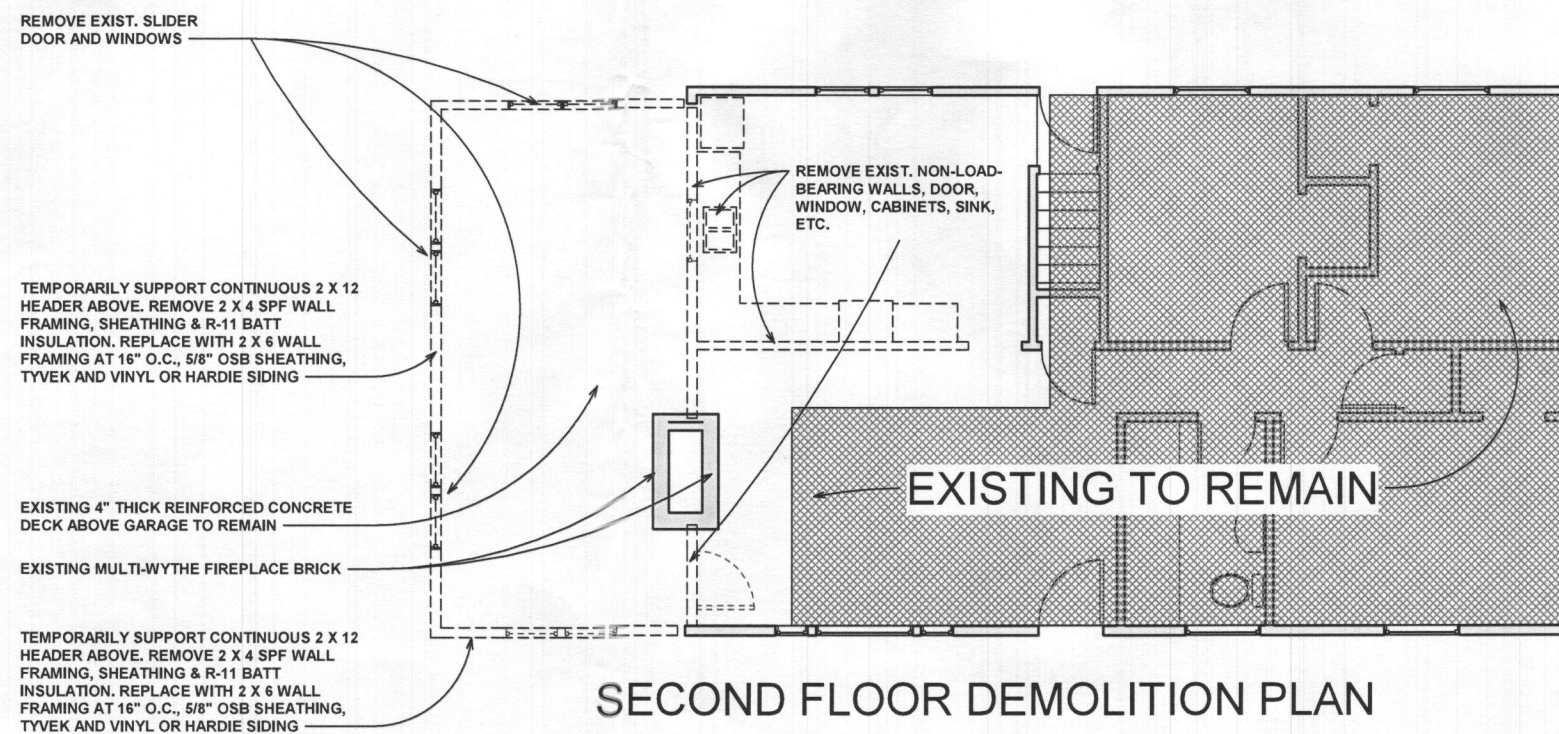 REMOVE EXIST. SLIDER
DOOR AND WINDOWS
REMOVE EXIST. NON-LOAD-
BEARING WALLS, DOOR,
WINDOW, CABINETS, SINK,
ETC.
TEMPORARILY SUPPORT CONTINUOUS 2 X 12
HEADER ABOVE. REMOVE 2 X 4 SPF WALL
FRAMING, SHEATHING & R-11 BATT
INSULATION. REPLACE WITH 2 X 6 WALL
FRAMING AT 16" O.C., 5/8" OSB SHEATHING,
TYVEK AND VINYL OR HARDIE SIDING
EXISTING TO REMAIN
EXISTING 4" THICK REINFORCED CONCRETE
DECK ABOVE GARAGE TO REMAIN
EXISTING MULTI-WYTHE FIREPLACE BRICK
TEMPORARILY SUPPORT CONTINUOUS 2 X 12
HEADER ABOVE. REMOVE 2 X 4 SPF WALL
FRAMING, SHEATHING & R-11 BATT
INSULATION. REPLACE WITH 2 X 6 WALL
FRAMING AT 16" O.C., 5/8" OSB SHEATHING,
TYVEK AND VINYL OR HARDIE SIDING
SECOND FLOOR DEMOLITION PLAN